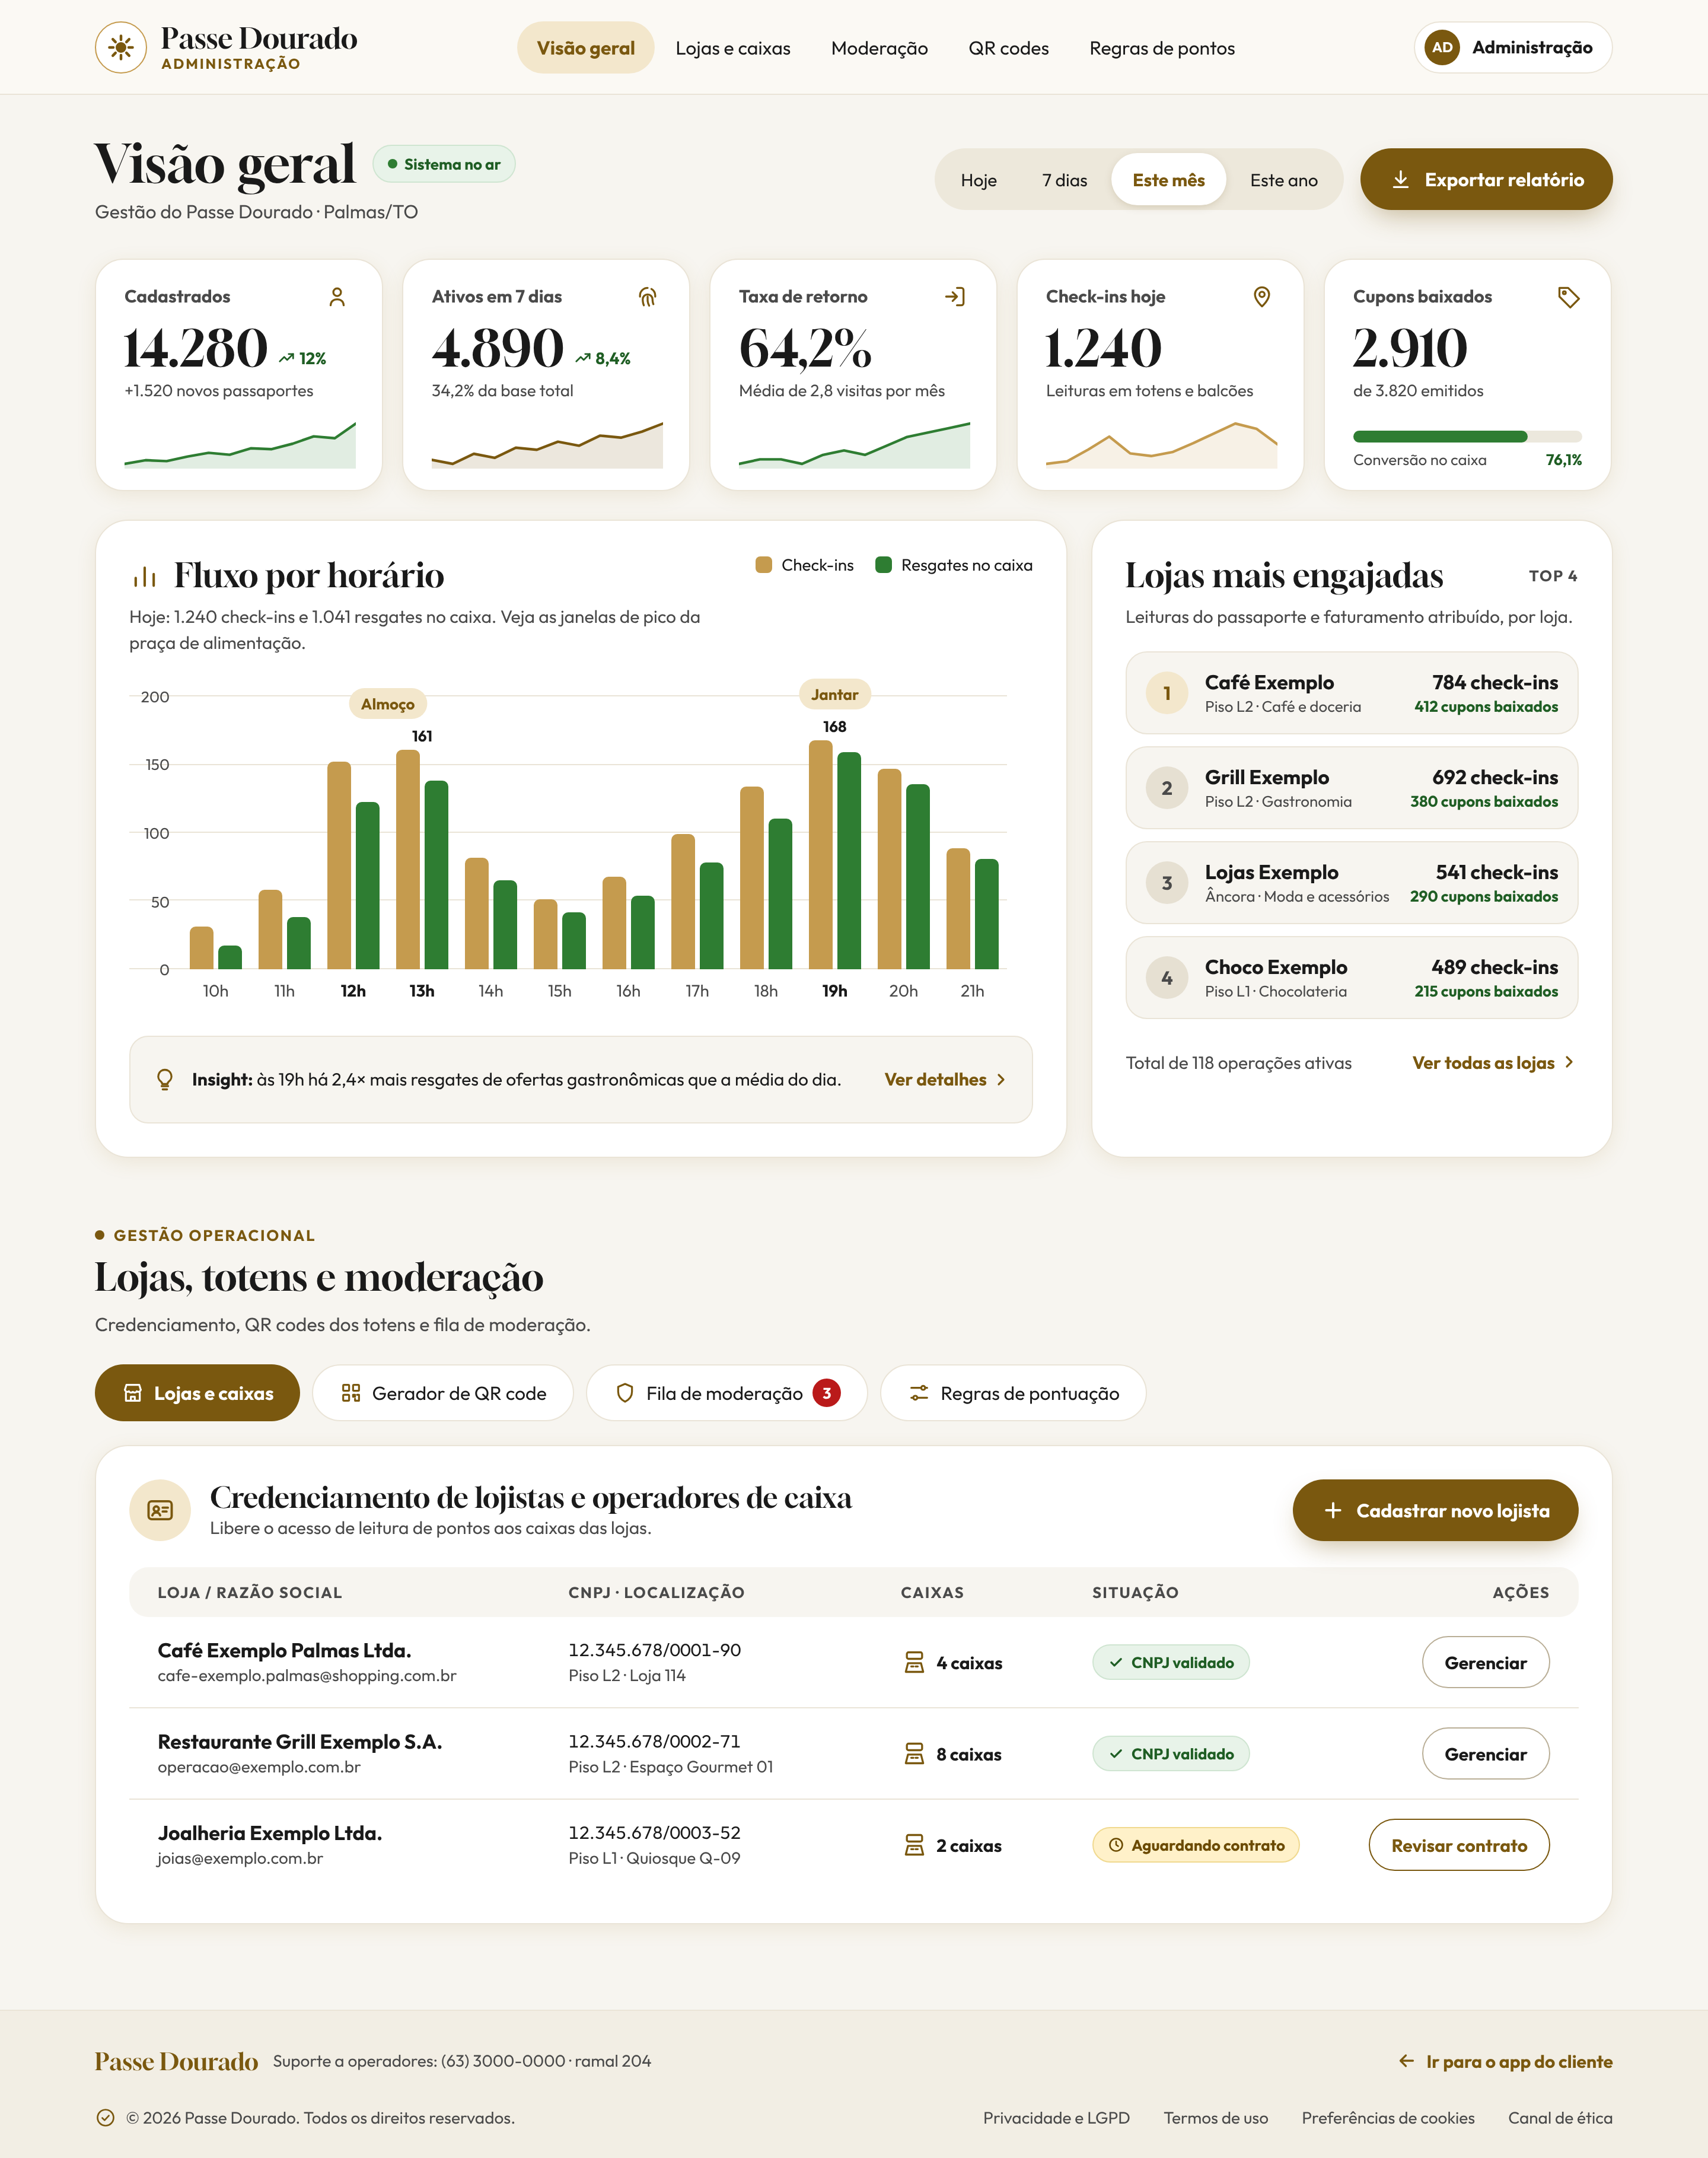 Passe Dourado
ADMINISTRAÇÃO
Visão geral
Lojas e caixas
Moderação
QR codes
Regras de pontos
AD
Administração
Visão geral
Sistema no ar
Gestão do Passe Dourado · Palmas/TO
Hoje
7 dias
Este mês
Este ano
Exportar relatório
Cadastrados
14.280
12%
+1.520 novos passaportes
Ativos em 7 dias
4.890
8,4%
34,2% da base total
Taxa de retorno
64,2%
Média de 2,8 visitas por mês
Check-ins hoje
1.240
Leituras em totens e balcões
Cupons baixados
2.910
de 3.820 emitidos
Conversão no caixa
76,1%
Fluxo por horário
Check-ins
Resgates no caixa
Hoje: 1.240 check-ins e 1.041 resgates no caixa. Veja as janelas de pico da
praça de alimentação.
200
150
100
50
0
Almoço
161
Jantar
168
10h
11h
12h
13h
14h
15h
16h
17h
18h
19h
20h
21h
Insight: às 19h há 2,4× mais resgates de ofertas gastronômicas que a média do dia.
Ver detalhes
Lojas mais engajadas
TOP 4
Leituras do passaporte e faturamento atribuído, por loja.
1
Café Exemplo
Piso L2 · Café e doceria
784 check-ins
412 cupons baixados
2
Grill Exemplo
Piso L2 · Gastronomia
692 check-ins
380 cupons baixados
3
Lojas Exemplo
Âncora · Moda e acessórios
541 check-ins
290 cupons baixados
4
Choco Exemplo
Piso L1 · Chocolateria
489 check-ins
215 cupons baixados
Total de 118 operações ativas
Ver todas as lojas
GESTÃO OPERACIONAL
Lojas, totens e moderação
Credenciamento, QR codes dos totens e fila de moderação.
Lojas e caixas
Gerador de QR code
Fila de moderação
3
Regras de pontuação
Credenciamento de lojistas e operadores de caixa
Libere o acesso de leitura de pontos aos caixas das lojas.
Cadastrar novo lojista
LOJA / RAZÃO SOCIAL
CNPJ · LOCALIZAÇÃO
CAIXAS
SITUAÇÃO
AÇÕES
Café Exemplo Palmas Ltda.
cafe-exemplo.palmas@shopping.com.br
12.345.678/0001-90
Piso L2 · Loja 114
4 caixas
CNPJ validado
Gerenciar
Restaurante Grill Exemplo S.A.
operacao@exemplo.com.br
12.345.678/0002-71
Piso L2 · Espaço Gourmet 01
8 caixas
CNPJ validado
Gerenciar
Joalheria Exemplo Ltda.
joias@exemplo.com.br
12.345.678/0003-52
Piso L1 · Quiosque Q-09
2 caixas
Aguardando contrato
Revisar contrato
Passe Dourado
Suporte a operadores: (63) 3000-0000 · ramal 204
Ir para o app do cliente
© 2026 Passe Dourado. Todos os direitos reservados.
Privacidade e LGPD
Termos de uso
Preferências de cookies
Canal de ética